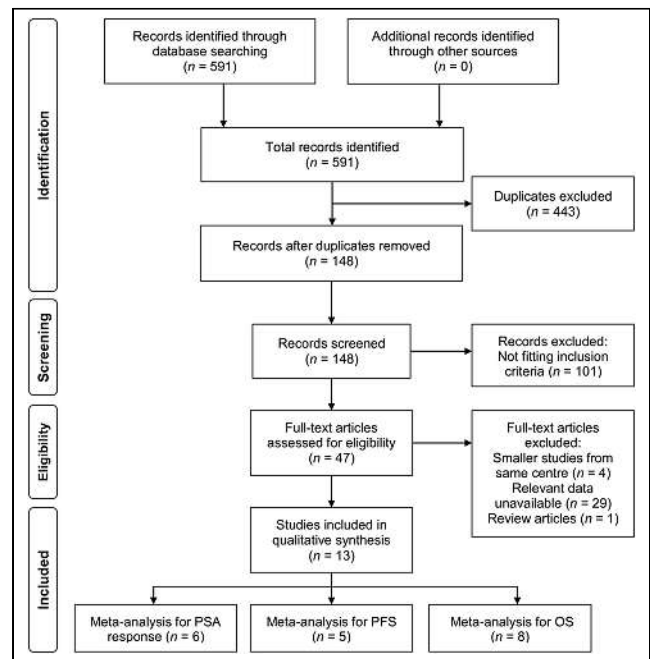 Records identified through
database searching
(n = 591)
Additional records identified
through other sources
(n = 0)
Identification
Total records identified
(n = 591)
Duplicates excluded
(n = 443)
Records after duplicates removed
(n = 148)
Screening
Records screened
(n = 148)
Records excluded:
Not fitting inclusion
criteria (n = 101)
Eligibility
Full-text articles
assessed for eligibility
(n = 47)
Full-text articles
excluded:
Smaller studies from
same centre (n = 4)
Relevant data
unavailable (n = 29)
Review articles (n = 1)
Included
Studies included in
qualitative synthesis
(n = 13)
Meta-analysis for PSA
response (n = 6)
Meta-analysis for PFS
(n = 5)
Meta-analysis for OS
(n = 8)